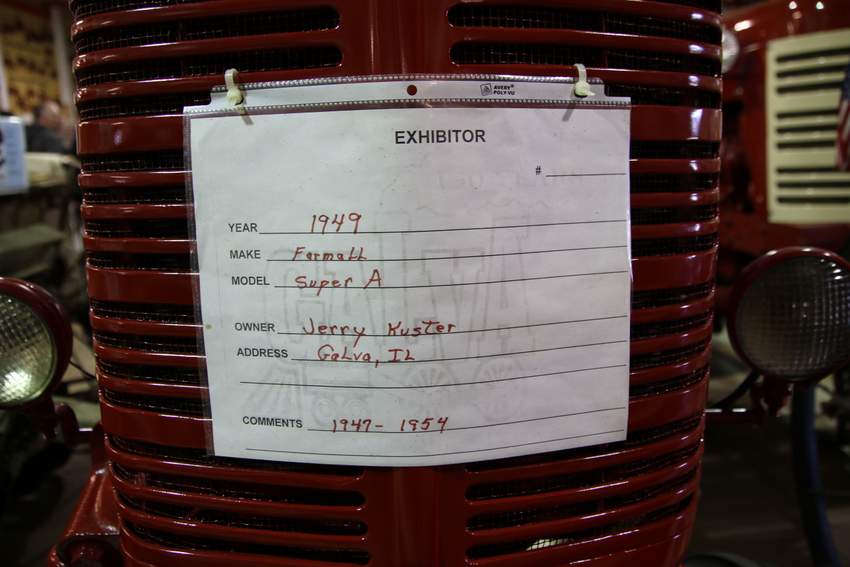 AVERY®
POLY-VU
EXHIBITOR
#
YEAR 1949
MAKE Farmall
MODEL Super A
OWNER Jerry Kuster
ADDRESS Galva, IL
COMMENTS 1947- 1954